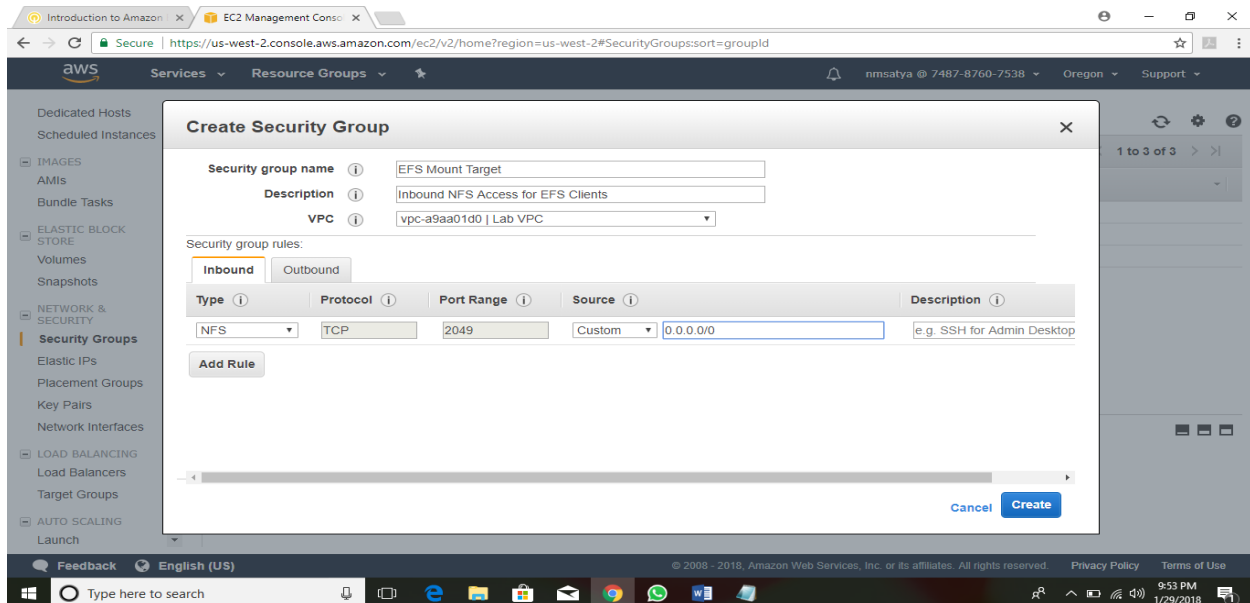 Introduction to Amazon
EC2 Management Conso
Secure | https://us-west-2.console.aws.amazon.com/ec2/v2/home?region=us-west-2#SecurityGroups:sort=groupId
aws Services Resource Groups nmsatya @ 7487-8760-7538 Oregon Support
Dedicated Hosts
Scheduled Instances
IMAGES
AMIs
Bundle Tasks
ELASTIC BLOCK
STORE
Volumes
Snapshots
NETWORK &
SECURITY
Security Groups
Elastic IPs
Placement Groups
Key Pairs
Network Interfaces
LOAD BALANCING
Load Balancers
Target Groups
AUTO SCALING
Launch
1 to 3 of 3
Create Security Group
Security group name EFS Mount Target
Description Inbound NFS Access for EFS Clients
VPC vpc-a9aa01d0 | Lab VPC
Security group rules:
Inbound Outbound
Type Protocol Port Range Source Description
NFS TCP 2049 Custom 0.0.0.0/0 e.g. SSH for Admin Desktop
Add Rule
Cancel Create
Feedback English (US) © 2008 - 2018, Amazon Web Services, Inc. or its affiliates. All rights reserved. Privacy Policy Terms of Use
Type here to search
9:53 PM
1/29/2018